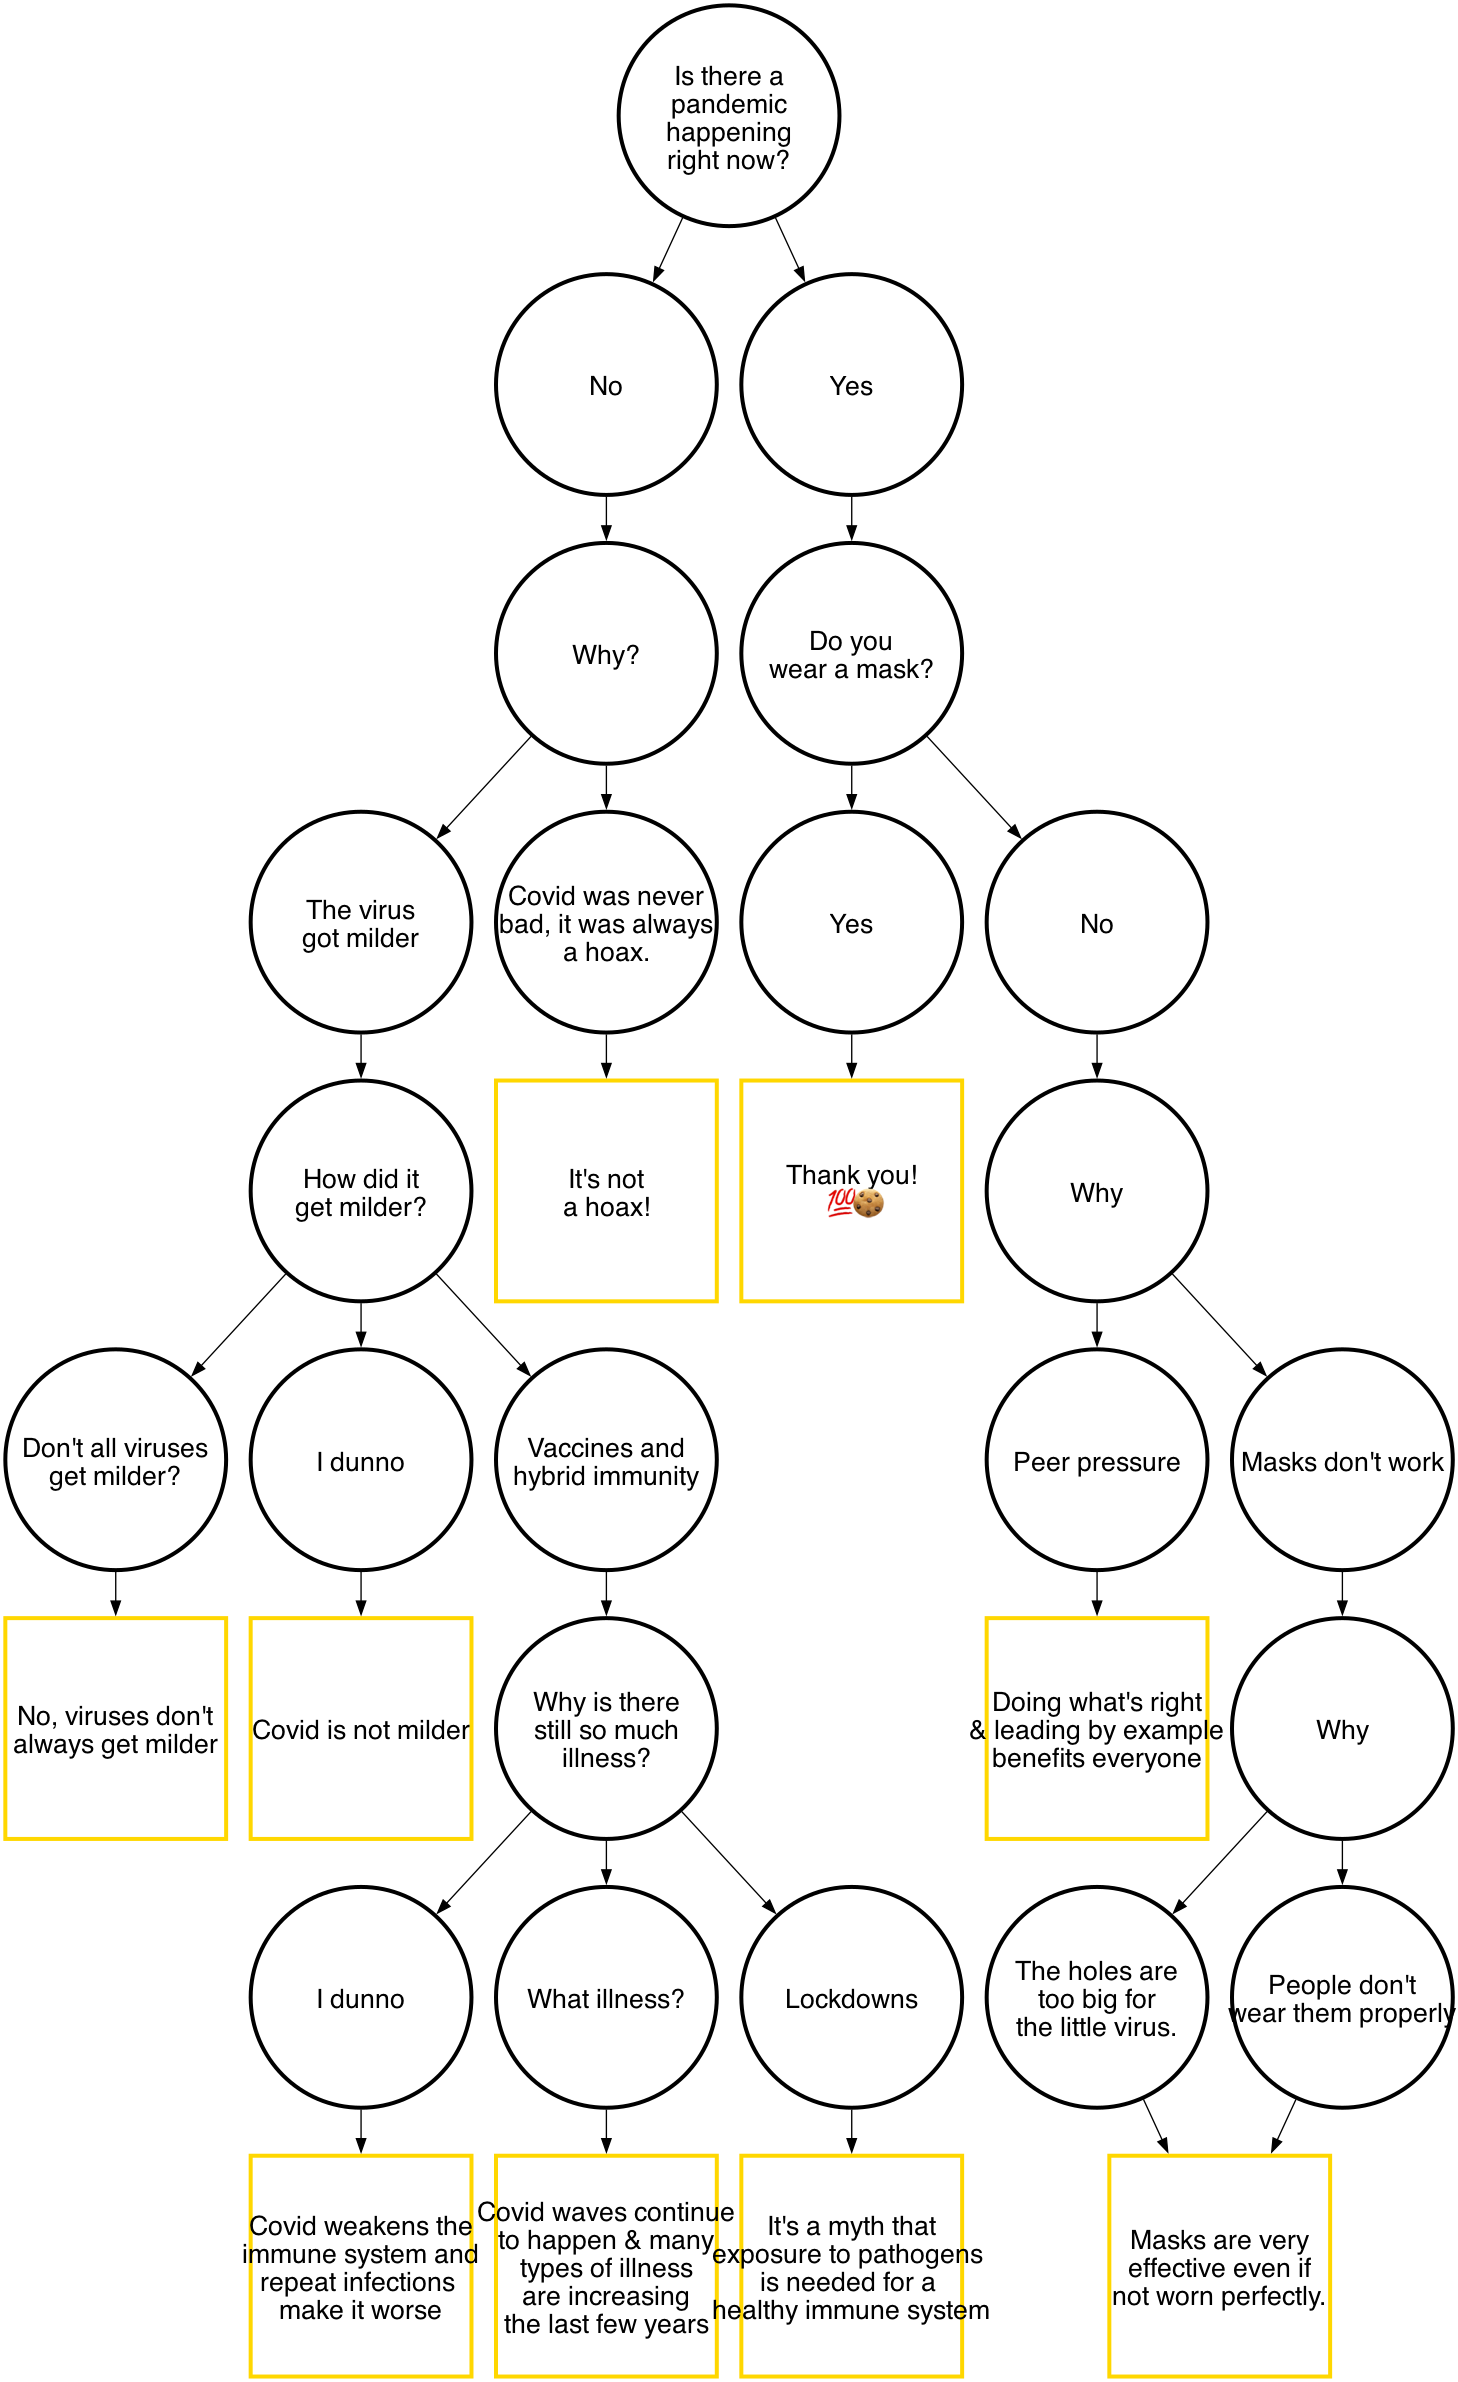 Is there a
pandemic
happening
right now?
No
Yes
Why?
Do you
wear a mask?
The virus
got milder
Covid was never
bad, it was always
a hoax.
Yes
No
How did it
get milder?
It's not
a hoax!
Thank you!
💯🍪
Why
Don't all viruses
get milder?
I dunno
Vaccines and
hybrid immunity
Peer pressure
Masks don't work
No, viruses don't
always get milder
Covid is not milder
Why is there
still so much
illness?
Doing what's right
& leading by example
benefits everyone
Why
I dunno
What illness?
Lockdowns
The holes are
too big for
the little virus.
People don't
wear them properly
Covid weakens the
immune system and
repeat infections
make it worse
Covid waves continue
to happen & many
types of illness
are increasing
the last few years
It's a myth that
exposure to pathogens
is needed for a
healthy immune system
Masks are very
effective even if
not worn perfectly.